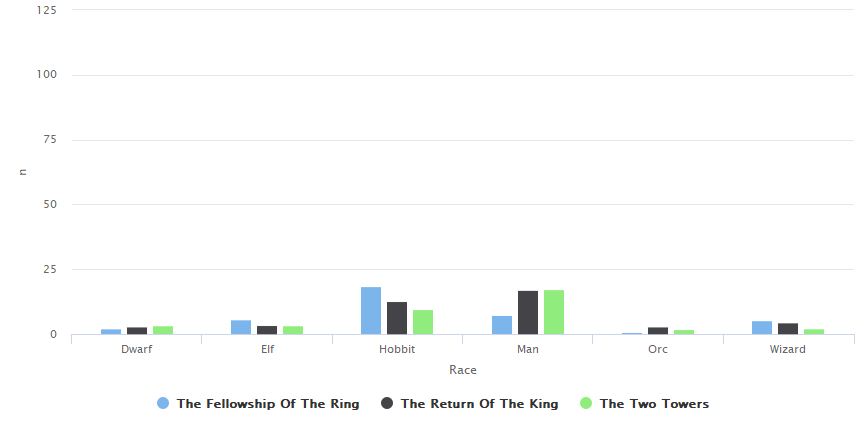 125
100
75
50
25
0
n
Dwarf Elf Hobbit Man Orc Wizard
Race
The Fellowship Of The Ring The Return Of The King The Two Towers